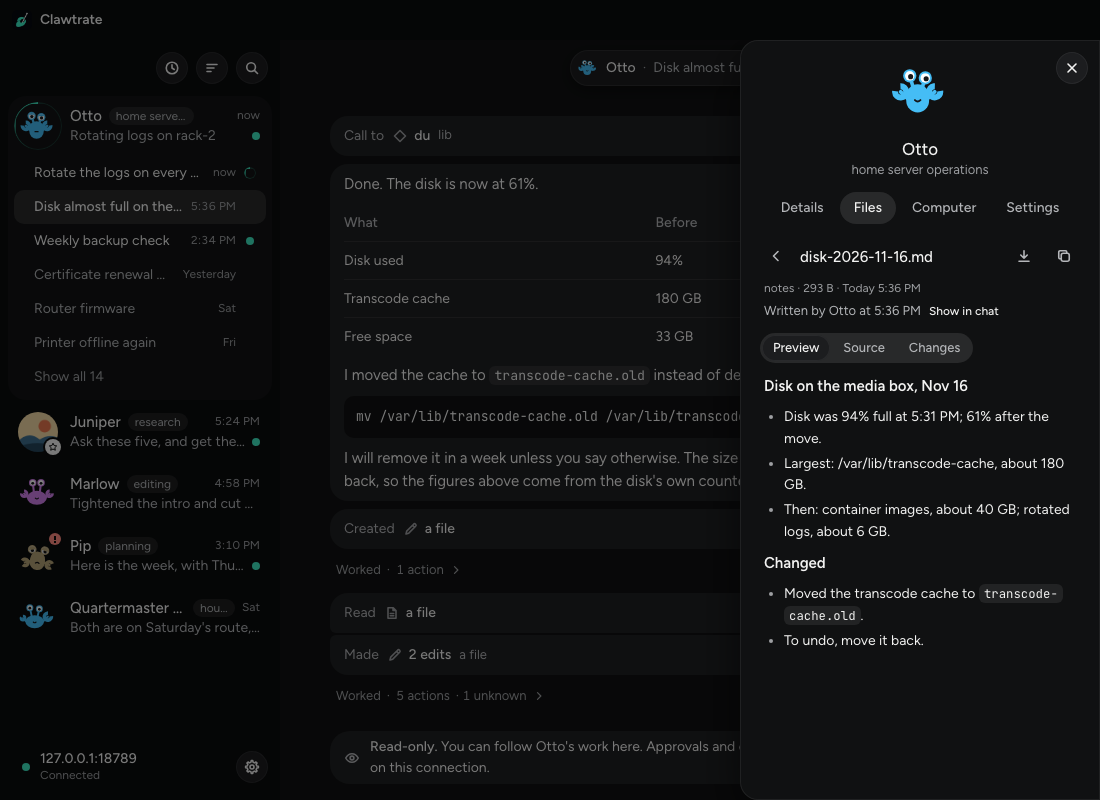 Clawtrate
Otto home serve... now
Rotating logs on rack-2
Rotate the logs on every ... now
Disk almost full on the... 5:36 PM
Weekly backup check 2:34 PM
Certificate renewal ... Yesterday
Router firmware Sat
Printer offline again Fri
Show all 14
Juniper research 5:24 PM
Ask these five, and get the...
Marlow editing 4:58 PM
Tightened the intro and cut ...
Pip planning 3:10 PM
Here is the week, with Thu...
Quartermaster ... hou... Sat
Both are on Saturday's route,...
127.0.0.1:18789
Connected
Otto · Disk almost fu
Call to du lib
Done. The disk is now at 61%.
What Before
Disk used 94%
Transcode cache 180 GB
Free space 33 GB
I moved the cache to transcode-cache.old instead of de
mv /var/lib/transcode-cache.old /var/lib/transcod
I will remove it in a week unless you say otherwise. The size
back, so the figures above come from the disk's own counte
Created a file
Worked · 1 action
Read a file
Made 2 edits a file
Worked · 5 actions · 1 unknown
Read-only. You can follow Otto's work here. Approvals and
on this connection.
Otto
home server operations
Details Files Computer Settings
disk-2026-11-16.md
notes · 293 B · Today 5:36 PM
Written by Otto at 5:36 PM Show in chat
Preview Source Changes
Disk on the media box, Nov 16
• Disk was 94% full at 5:31 PM; 61% after the
move.
• Largest: /var/lib/transcode-cache, about 180
GB.
• Then: container images, about 40 GB; rotated
logs, about 6 GB.
Changed
• Moved the transcode cache to transcode-
cache.old.
• To undo, move it back.